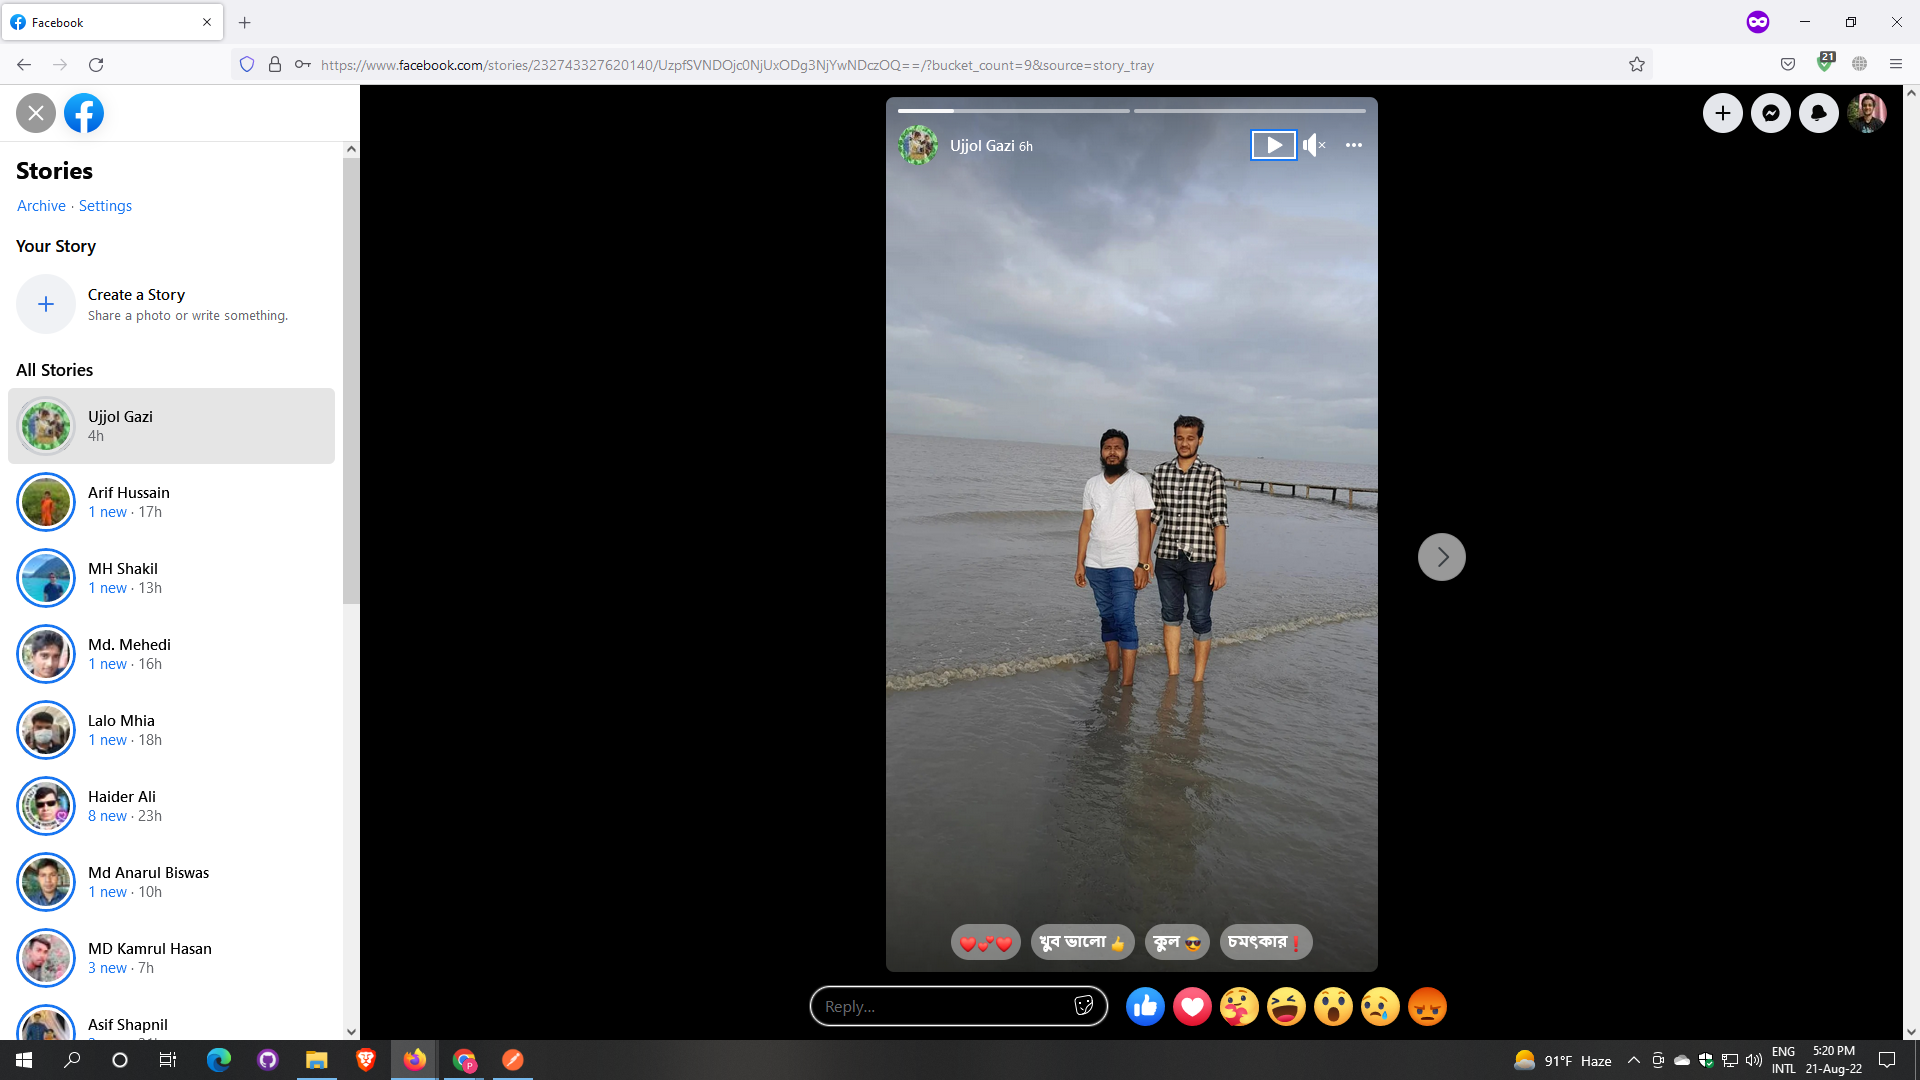 Facebook
https://www.facebook.com/stories/232743327620140/UzpfSVNDOjc0NjUxODg3NjYwNDczOQ==/?bucket_count=9&source=story_tray
21
Stories
Archive · Settings
Your Story
Create a Story
Share a photo or write something.
All Stories
Ujjol Gazi
4h
Arif Hussain
1 new · 17h
MH Shakil
1 new · 13h
Md. Mehedi
1 new · 16h
Lalo Mhia
1 new · 18h
Haider Ali
8 new · 23h
Md Anarul Biswas
1 new · 10h
MD Kamrul Hasan
3 new · 7h
Asif Shapnil
Ujjol Gazi 6h
খুব ভালো
কুল
চমৎকার
Reply...
91°F Haze
ENG
INTL
5:20 PM
21-Aug-22